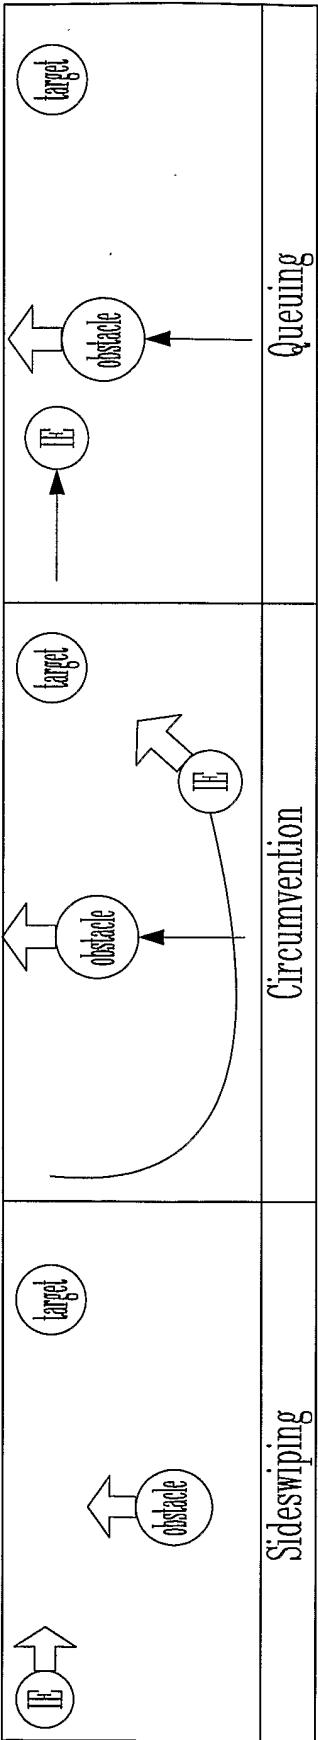 IE
obstacle
target
Sideswiping
obstacle
IE
target
Circumvention
IE
obstacle
target
Queuing